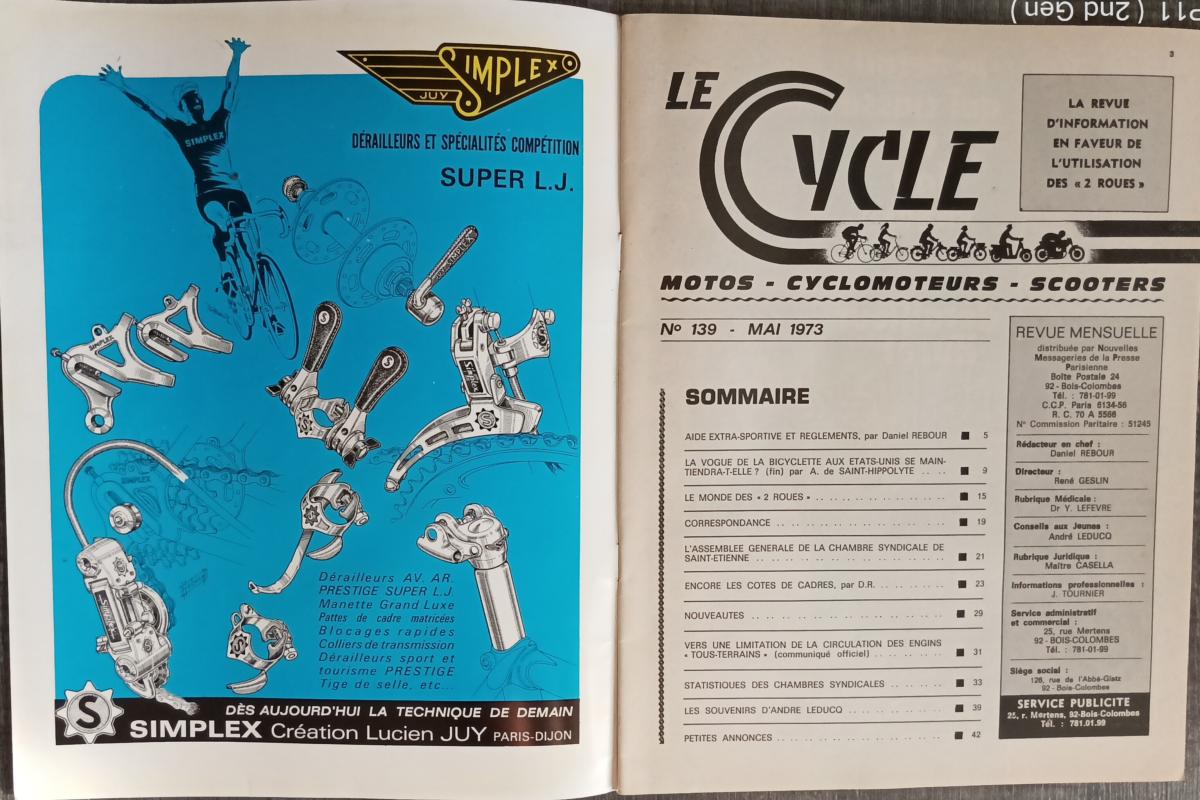 P11 ( 2nd Gen )
SIMPLEX
JUY
DÉRAILLEURS ET SPÉCIALITÉS COMPÉTITION
SUPER L.J.
SIMPLEX
SIMPLEX
SIMPLEX
S
S
SIMPLEX
S
SIMPLEX
S
SIMPLEX
S
S
Dérailleurs AV. AR.
PRESTIGE SUPER L.J.
Manette Grand Luxe
Pattes de cadre matricées
Blocages rapides
Colliers de transmission
Dérailleurs sport et
tourisme PRESTIGE
Tige de selle, etc...
S
DÈS AUJOURD'HUI LA TECHNIQUE DE DEMAIN
SIMPLEX Création Lucien JUY PARIS-DIJON
3
LE
CYCLE
LA REVUE
D'INFORMATION
EN FAVEUR DE
L'UTILISATION
DES « 2 ROUES »
MOTOS - CYCLOMOTEURS - SCOOTERS
No 139 - MAI 1973
SOMMAIRE
AIDE EXTRA-SPORTIVE ET REGLEMENTS, par Daniel REBOUR ■ 5
LA VOGUE DE LA BICYCLETTE AUX ETATS-UNIS SE MAIN-
TIENDRA-T-ELLE ? (fin) par A. de SAINT-HIPPOLYTE .. .. ■ 9
LE MONDE DES « 2 ROUES » .. .. .. .. .. .. .. .. .. .. ■ 15
CORRESPONDANCE .. .. .. .. .. .. .. .. .. .. .. .. ■ 19
L'ASSEMBLEE GENERALE DE LA CHAMBRE SYNDICALE DE
SAINT-ETIENNE .. .. .. .. .. .. .. .. .. .. .. .. .. ■ 21
ENCORE LES COTES DE CADRES, par D.R. .. .. .. .. .. ■ 23
NOUVEAUTES .. .. .. .. .. .. .. .. .. .. .. .. .. ■ 29
VERS UNE LIMITATION DE LA CIRCULATION DES ENGINS
« TOUS-TERRAINS » (communiqué officiel) .. .. .. .. .. ■ 31
STATISTIQUES DES CHAMBRES SYNDICALES .. .. .. .. ■ 33
LES SOUVENIRS D'ANDRE LEDUCQ .. .. .. .. .. .. .. ■ 39
PETITES ANNONCES .. .. .. .. .. .. .. .. .. .. .. .. ■ 42
REVUE MENSUELLE
distribuée par Nouvelles
Messageries de la Presse
Parisienne
Boîte Postale 24
92 - Bois-Colombes
Tél. : 781-01-99
C.C.P. Paris 6134-56
R. C. 70 A 5566
N° Commission Paritaire : 51245
Rédacteur en chef :
Daniel REBOUR
Directeur :
René GESLIN
Rubrique Médicale :
Dr Y. LEFEVRE
Conseils aux Jeunes :
André LEDUCQ
Rubrique Juridique :
Maître CASELLA
Informations professionnelles :
J. TOURNIER
Service administratif
et commercial :
25, rue Mertens
92 - BOIS-COLOMBES
Tél. : 781-01-99
Siège social :
126, rue de l'Abbé-Glatz
92 - Bois-Colombes
SERVICE PUBLICITE
25, r. Mertens, 92-Bois-Colombes
Tél. : 781.01.99